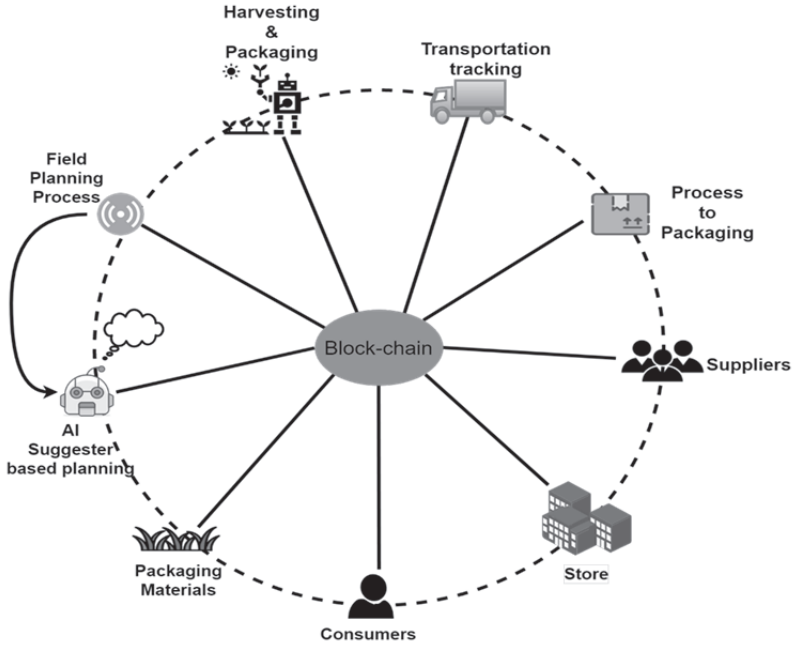 Harvesting
&
Packaging
Transportation
tracking
Field
Planning
Process
Process
to
Packaging
Block-chain
Suppliers
AI
Suggester
based planning
Packaging
Materials
Store
Consumers